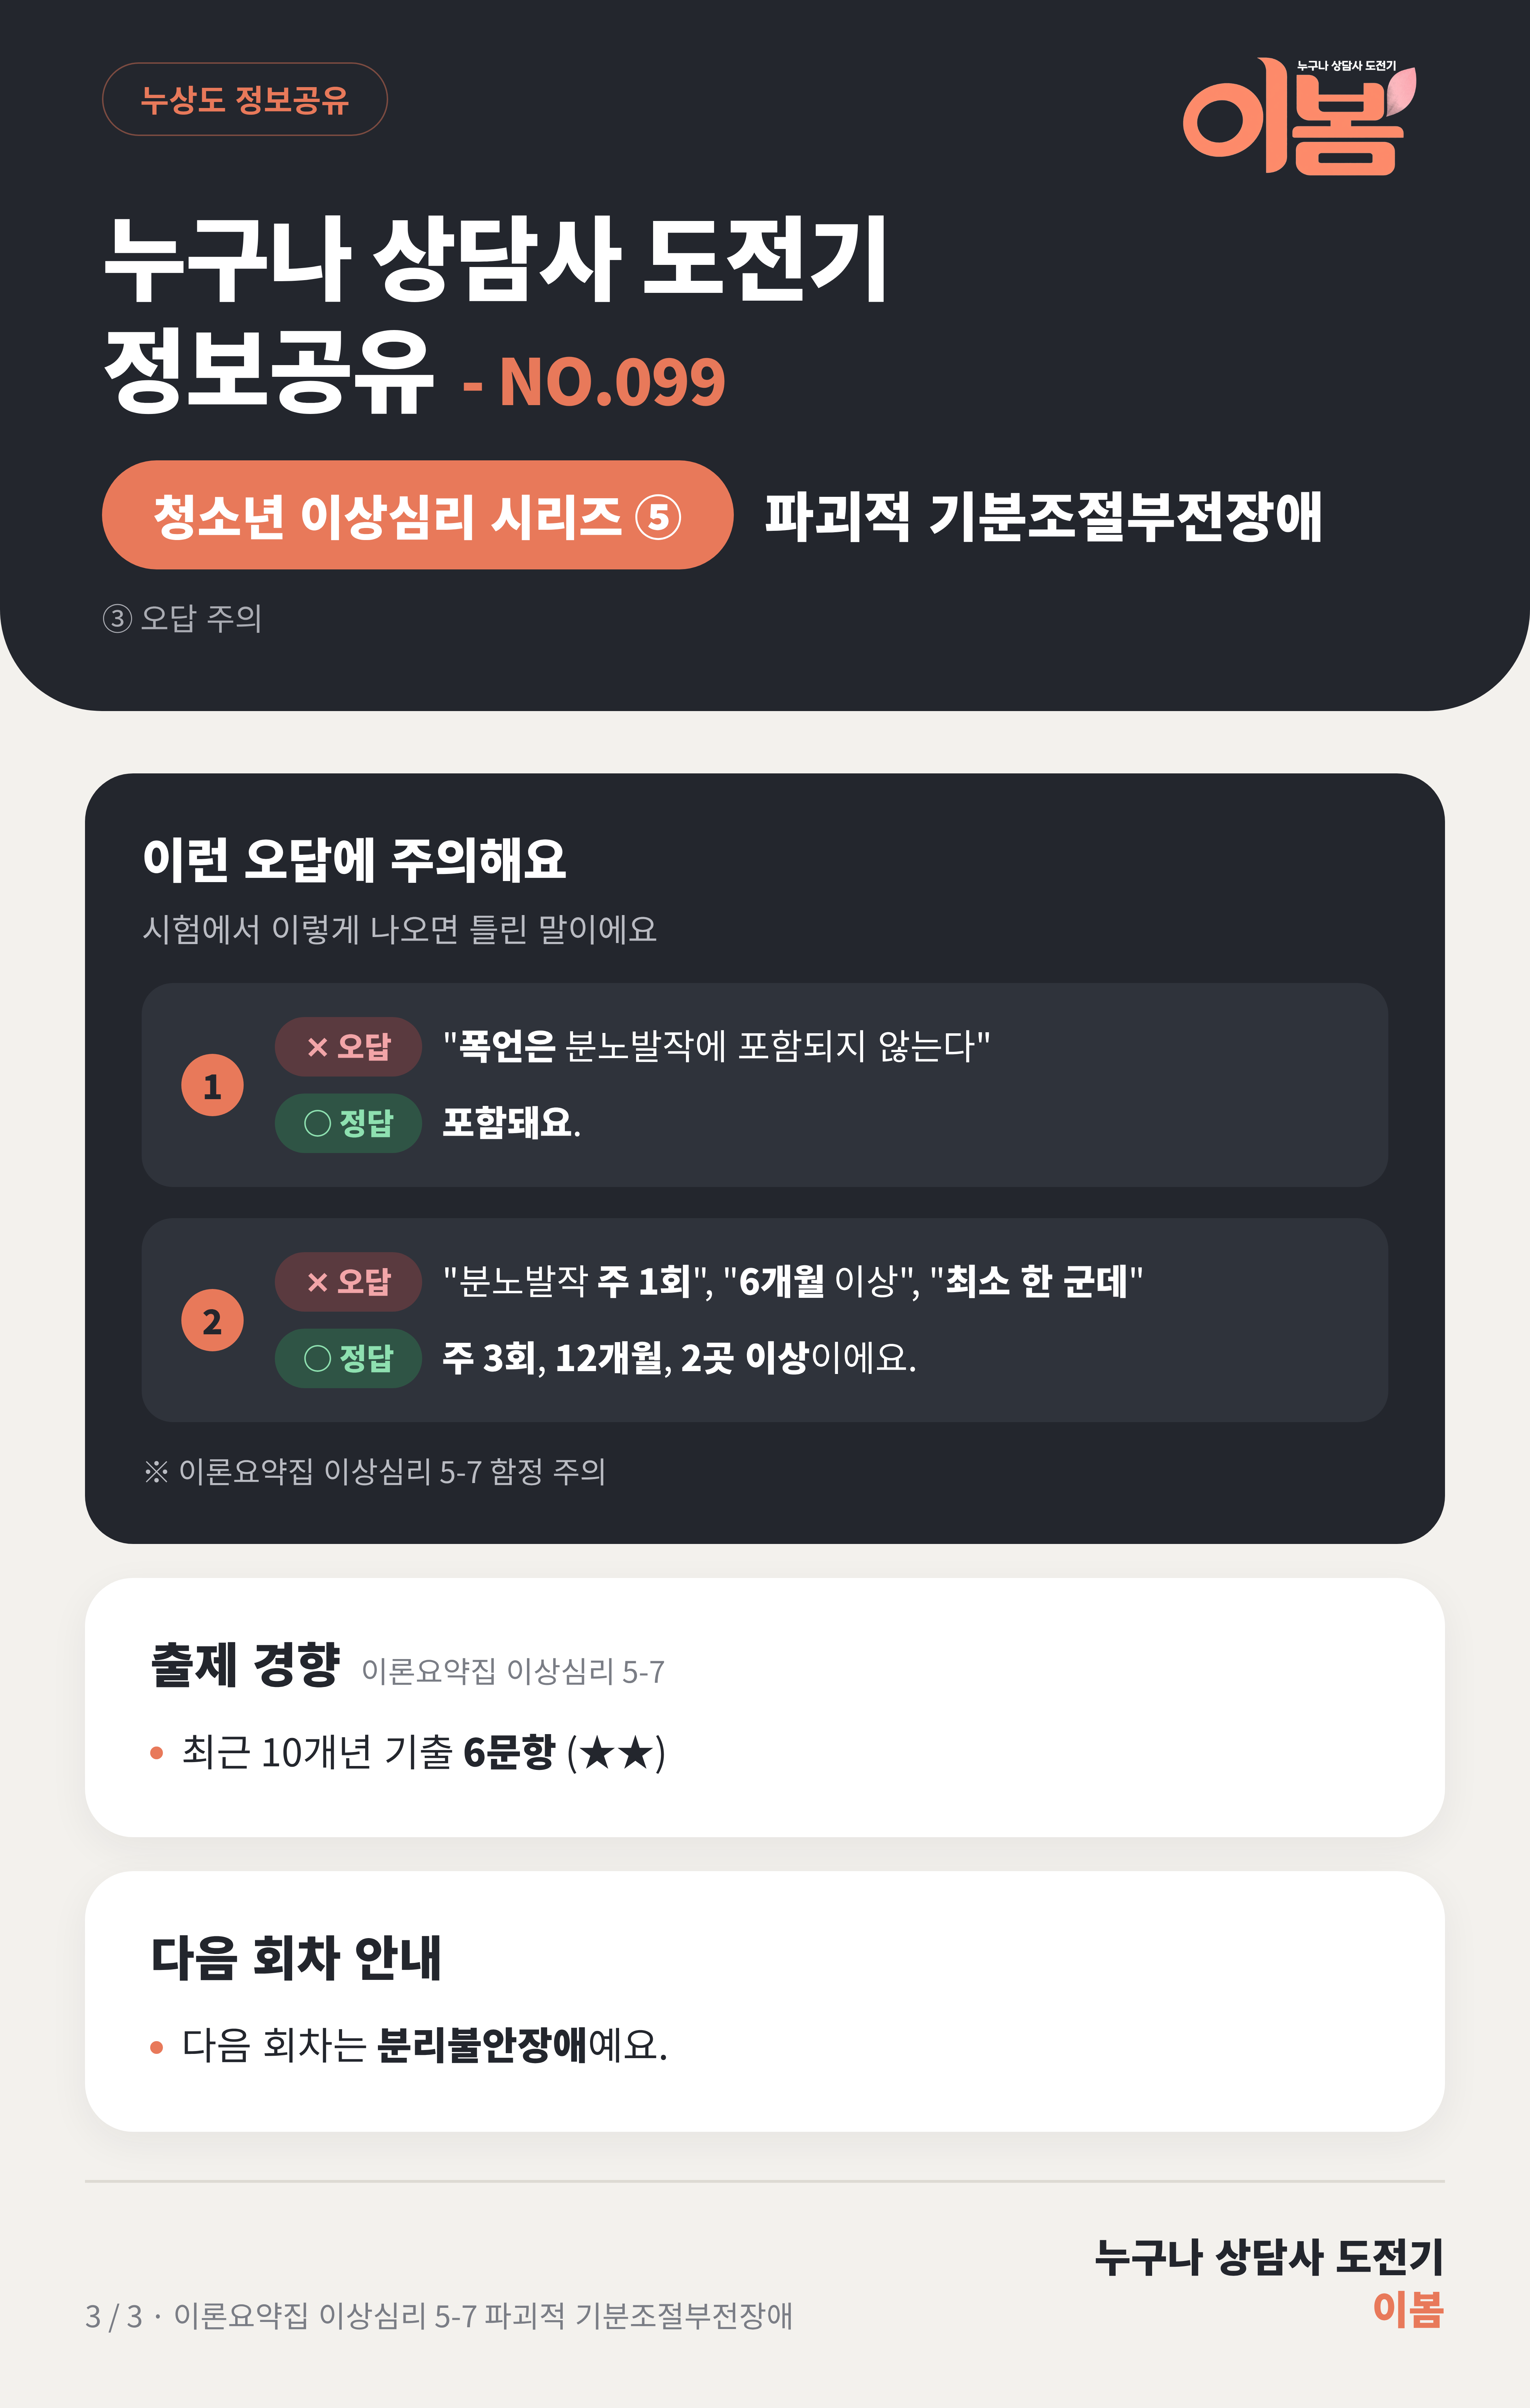 누상도 정보공유
누구나 상담사 도전기
이봄
누구나 상담사 도전기
정보공유 - NO.099
청소년 이상심리 시리즈 ⑤ 파괴적 기분조절부전장애
③ 오답 주의
이런 오답에 주의해요
시험에서 이렇게 나오면 틀린 말이에요
1
✕ 오답 "폭언은 분노발작에 포함되지 않는다"
○ 정답 포함돼요.
2
✕ 오답 "분노발작 주 1회", "6개월 이상", "최소 한 군데"
○ 정답 주 3회, 12개월, 2곳 이상이에요.
※ 이론요약집 이상심리 5-7 함정 주의
출제 경향 이론요약집 이상심리 5-7
• 최근 10개년 기출 6문항 (★★)
다음 회차 안내
• 다음 회차는 분리불안장애예요.
누구나 상담사 도전기
3 / 3 · 이론요약집 이상심리 5-7 파괴적 기분조절부전장애
이봄